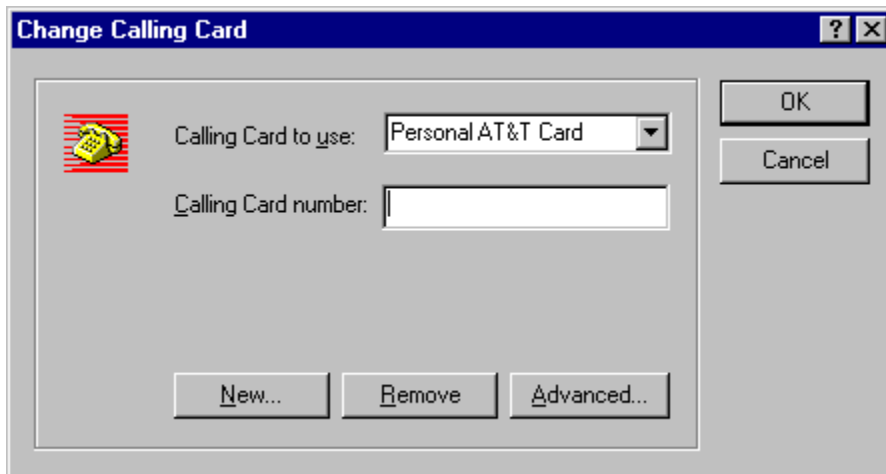 Change Calling Card
Calling Card to use: Personal AT&T Card
OK
Cancel
Calling Card number:
New... Remove Advanced...